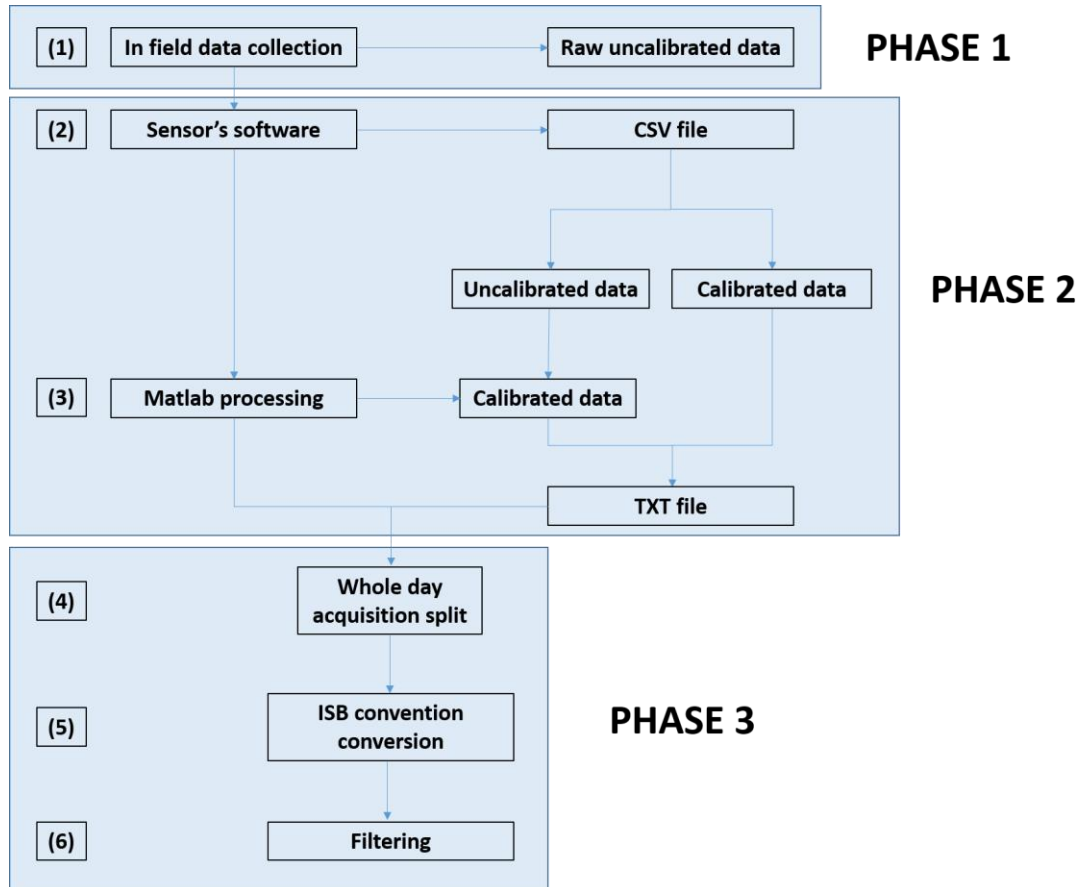 (1)
In field data collection
Raw uncalibrated data
PHASE 1
(2)
Sensor's software
CSV file
Uncalibrated data
Calibrated data
PHASE 2
(3)
Matlab processing
Calibrated data
TXT file
(4)
Whole day
acquisition split
(5)
ISB convention
conversion
PHASE 3
(6)
Filtering